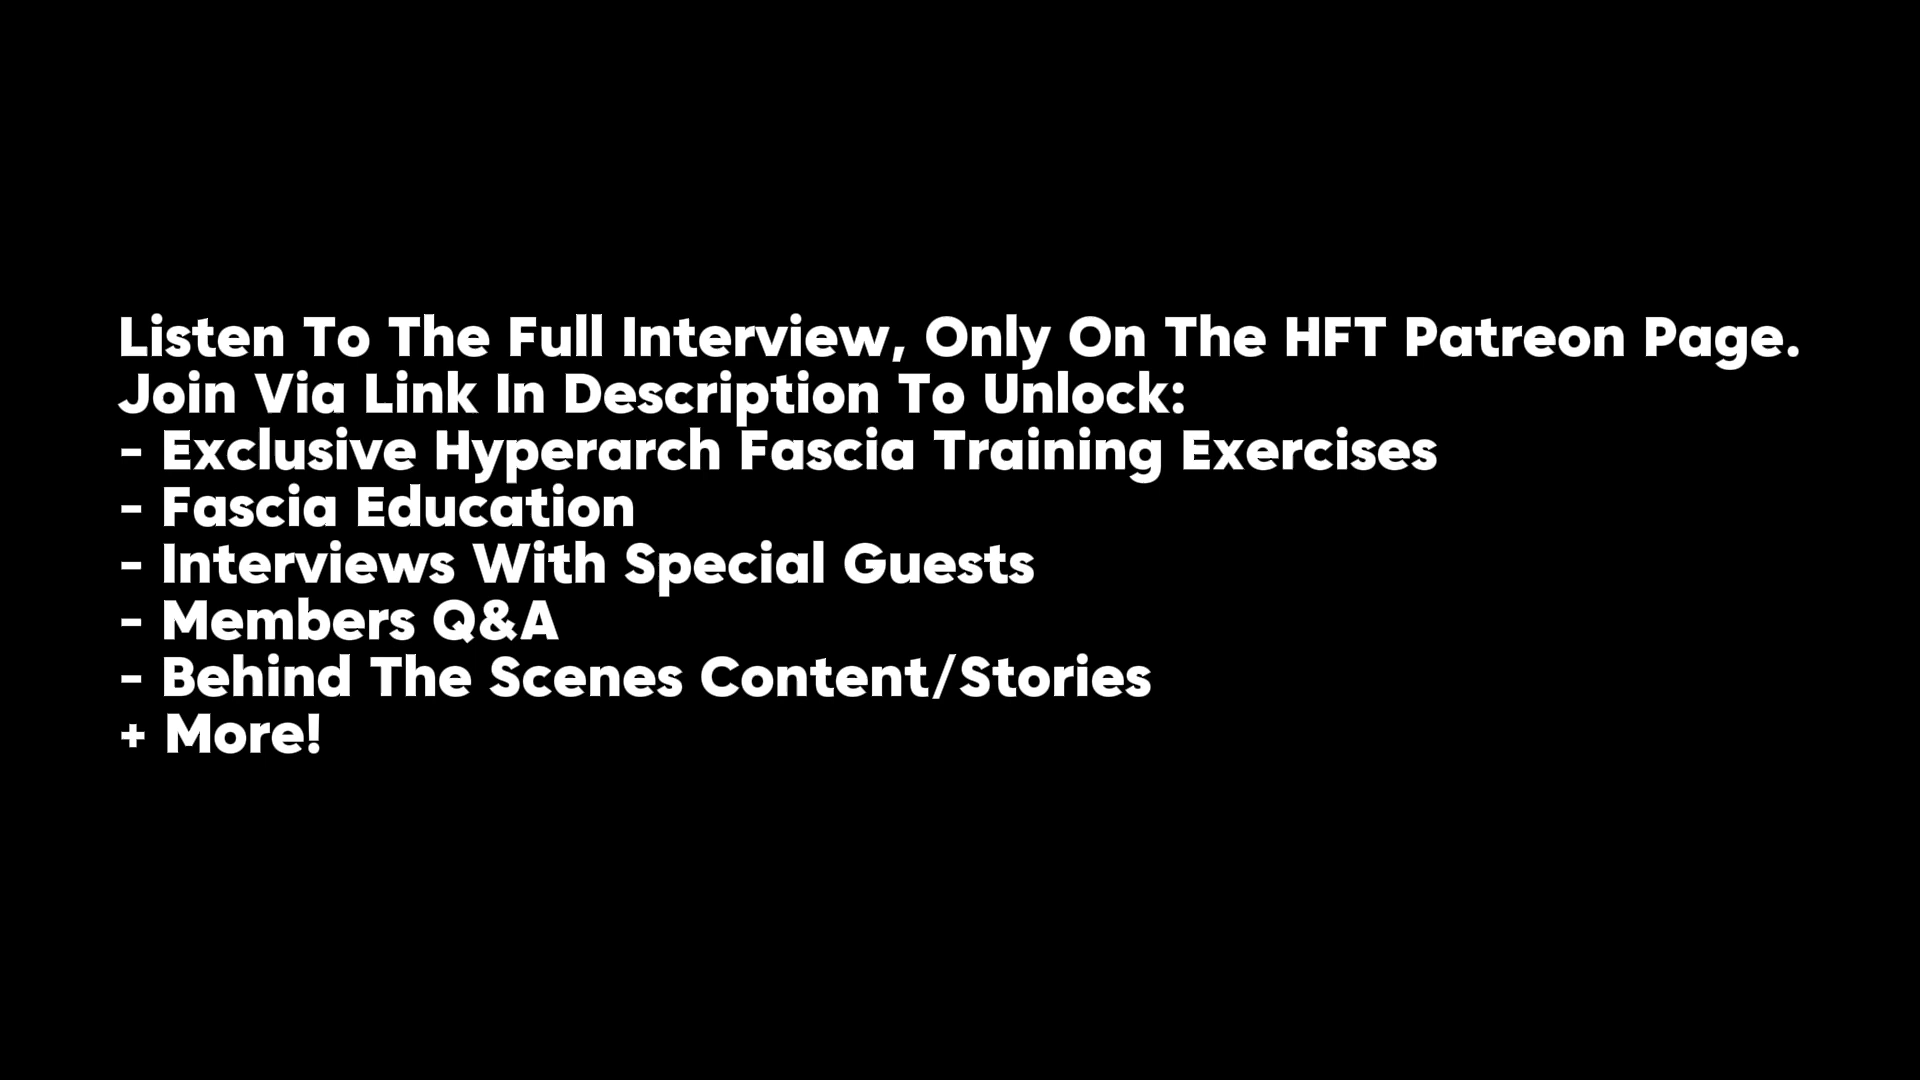 Listen To The Full Interview, Only On The HFT Patreon Page.
Join Via Link In Description To Unlock:
- Exclusive Hyperarch Fascia Training Exercises
- Fascia Education
- Interviews With Special Guests
- Members Q&A
- Behind The Scenes Content/Stories
+ More!